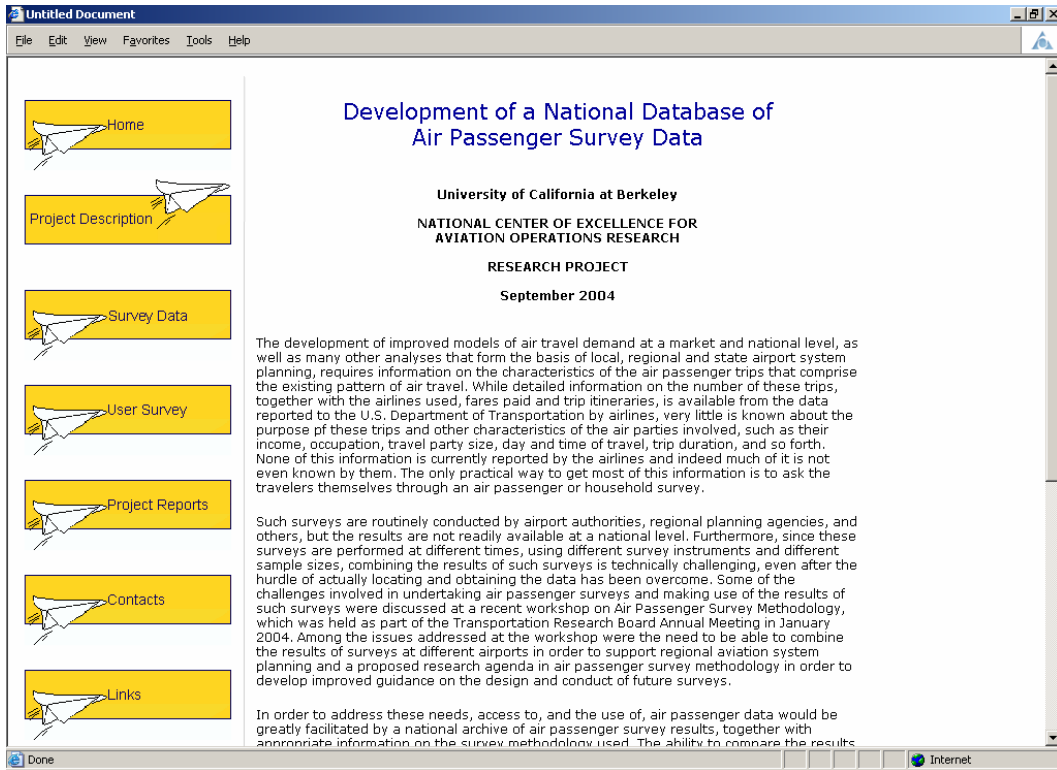 Untitled Document
File Edit View Favorites Tools Help
Home
Project Description
Survey Data
User Survey
Project Reports
Contacts
Links
Development of a National Database of
Air Passenger Survey Data
University of California at Berkeley
NATIONAL CENTER OF EXCELLENCE FOR
AVIATION OPERATIONS RESEARCH
RESEARCH PROJECT
September 2004
The development of improved models of air travel demand at a market and national level, as
well as many other analyses that form the basis of local, regional and state airport system
planning, requires information on the characteristics of the air passenger trips that comprise
the existing pattern of air travel. While detailed information on the number of these trips,
together with the airlines used, fares paid and trip itineraries, is available from the data
reported to the U.S. Department of Transportation by airlines, very little is known about the
purpose pf these trips and other characteristics of the air parties involved, such as their
income, occupation, travel party size, day and time of travel, trip duration, and so forth.
None of this information is currently reported by the airlines and indeed much of it is not
even known by them. The only practical way to get most of this information is to ask the
travelers themselves through an air passenger or household survey.
Such surveys are routinely conducted by airport authorities, regional planning agencies, and
others, but the results are not readily available at a national level. Furthermore, since these
surveys are performed at different times, using different survey instruments and different
sample sizes, combining the results of such surveys is technically challenging, even after the
hurdle of actually locating and obtaining the data has been overcome. Some of the
challenges involved in undertaking air passenger surveys and making use of the results of
such surveys were discussed at a recent workshop on Air Passenger Survey Methodology,
which was held as part of the Transportation Research Board Annual Meeting in January
2004. Among the issues addressed at the workshop were the need to be able to combine
the results of surveys at different airports in order to support regional aviation system
planning and a proposed research agenda in air passenger survey methodology in order to
develop improved guidance on the design and conduct of future surveys.
In order to address these needs, access to, and the use of, air passenger data would be
greatly facilitated by a national archive of air passenger survey results, together with
appropriate information on the survey methodology used. The ability to compare the results
Done
Internet